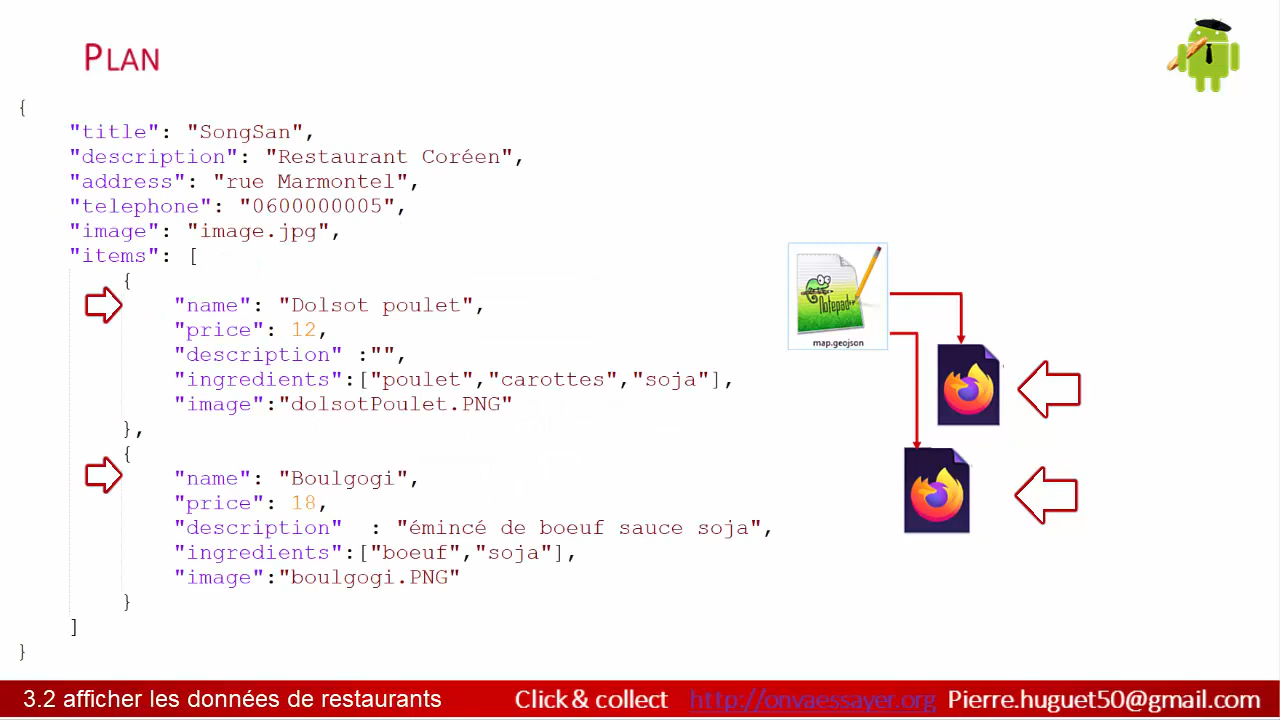 PLAN
{
"title": "SongSan",
"description": "Restaurant Coréen",
"address": "rue Marmontel",
"telephone": "0600000005",
"image": "image.jpg",
"items": [
{
"name": "Dolsot poulet",
"price": 12,
"description" :"",
"ingredients":["poulet","carottes","soja"],
"image":"dolsotPoulet.PNG"
},
{
"name": "Boulgogi",
"price": 18,
"description" : "émincé de boeuf sauce soja",
"ingredients":["boeuf","soja"],
"image":"boulgogi.PNG"
}
]
}
Notepad++
map.geojson
3.2 afficher les données de restaurants Click & collect http://onvaessayer.org Pierre.huguet50@gmail.com